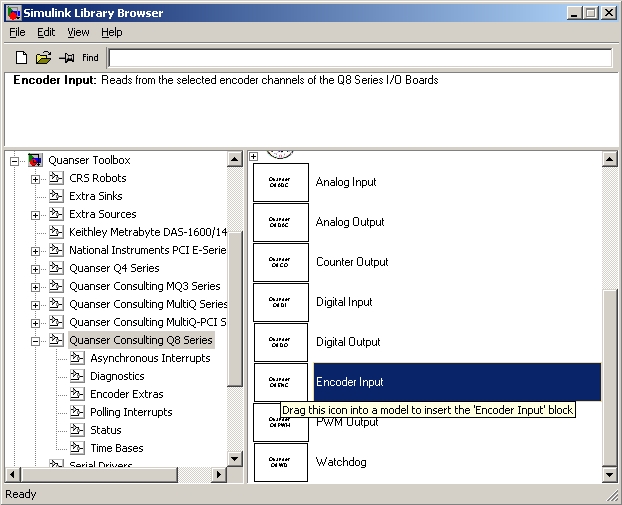 Simulink Library Browser
File Edit View Help
Find
Encoder Input: Reads from the selected encoder channels of the Q8 Series I/O Boards
Quanser Toolbox
CRS Robots
Extra Sinks
Extra Sources
Keithley Metrabyte DAS-1600/14
National Instruments PCI E-Serie
Quanser Q4 Series
Quanser Consulting MQ3 Series
Quanser Consulting MultiQ Series
Quanser Consulting MultiQ-PCI S
Quanser Consulting Q8 Series
Asynchronous Interrupts
Diagnostics
Encoder Extras
Polling Interrupts
Status
Time Bases
Serial Drivers
Quanser
Analog Input
Quanser
Analog Output
Quanser
Q8 CO
Counter Output
Quanser
Q8 DI
Digital Input
Quanser
Q8 DO
Digital Output
Quanser
Q8 ENC
Encoder Input
Drag this icon into a model to insert the 'Encoder Input' block
Q8 PWM
PWM Output
Quanser
Q8 WD
Watchdog
Ready